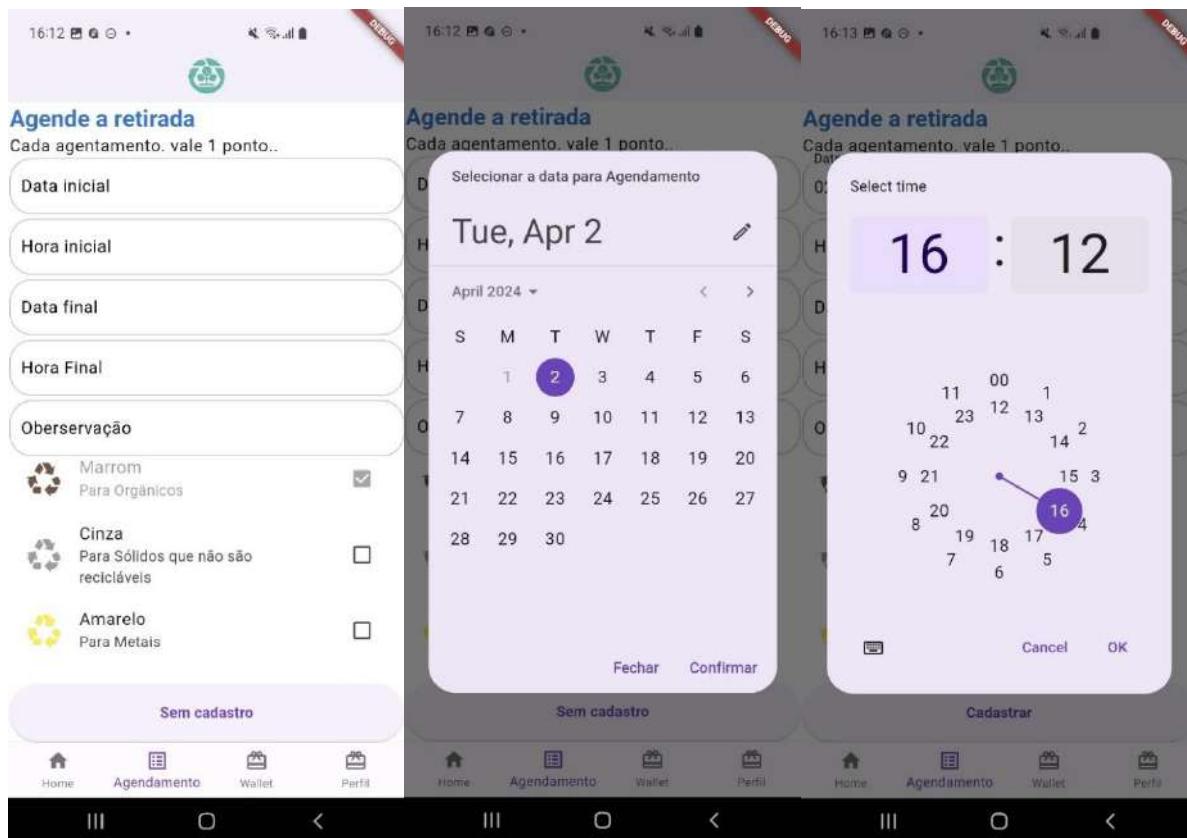 16:12
DEBUG
Agende a retirada
Cada agentamento. vale 1 ponto..
Data inicial
Hora inicial
Data final
Hora Final
Oberservação
Marrom
Para Orgânicos
Cinza
Para Sólidos que não são
recicláveis
Amarelo
Para Metais
Sem cadastro
Home Agendamento Wallet Perfil
16:12
DEBUG
Agende a retirada
Cada agentamento. vale 1 ponto..
Selecionar a data para Agendamento
Tue, Apr 2
April 2024
S M T W T F S
1 2 3 4 5 6
7 8 9 10 11 12 13
14 15 16 17 18 19 20
21 22 23 24 25 26 27
28 29 30
Fechar Confirmar
Sem cadastro
Home Agendamento Wallet Perfil
16:13
DEBUG
Agende a retirada
Cada agentamento. vale 1 ponto..
Select time
16 : 12
00
11 1
23 12 13
10 2
22 14
9 21 15 3
20 16
8 4
19 18 17
7 5
6
Cancel OK
Cadastrar
Home Agendamento Wallet Perfil